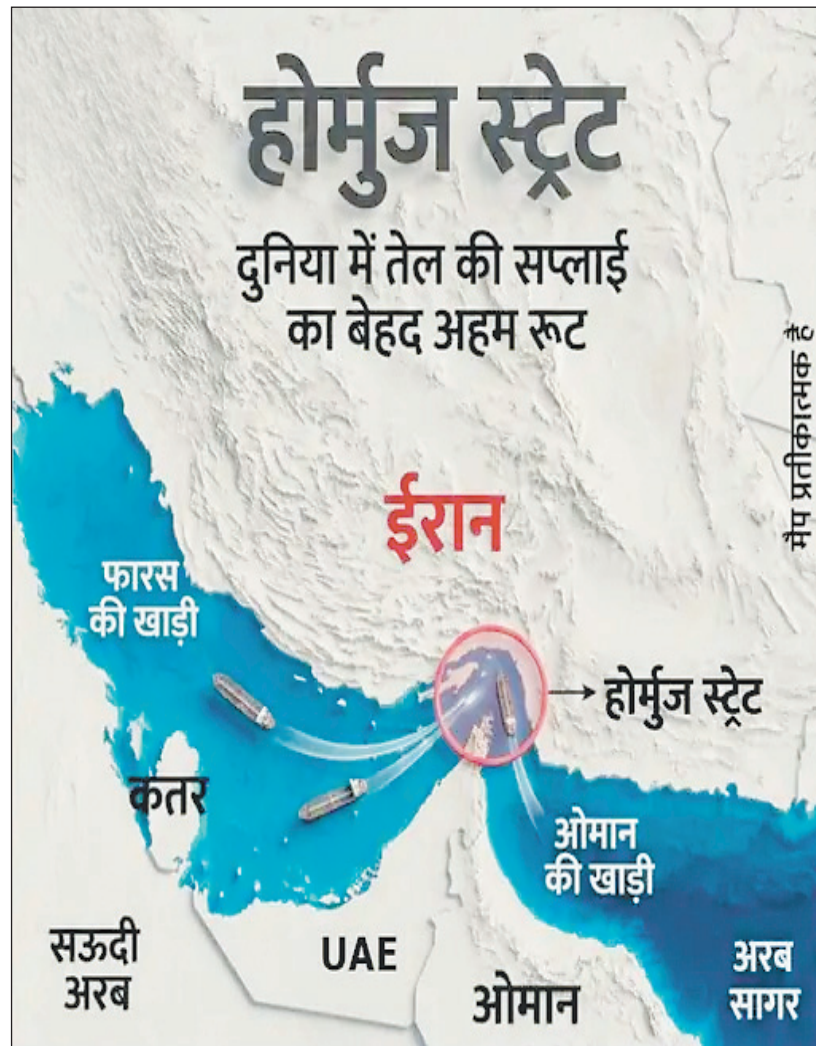 होर्मुज स्ट्रेट
दुनिया में तेल की सप्लाई
का बेहद अहम रूट
मैप प्रतीकात्मक है
ईरान
फारस
की खाड़ी
होर्मुज स्ट्रेट
कतर
ओमान
की खाड़ी
सऊदी
अरब
UAE
ओमान
अरब
सागर